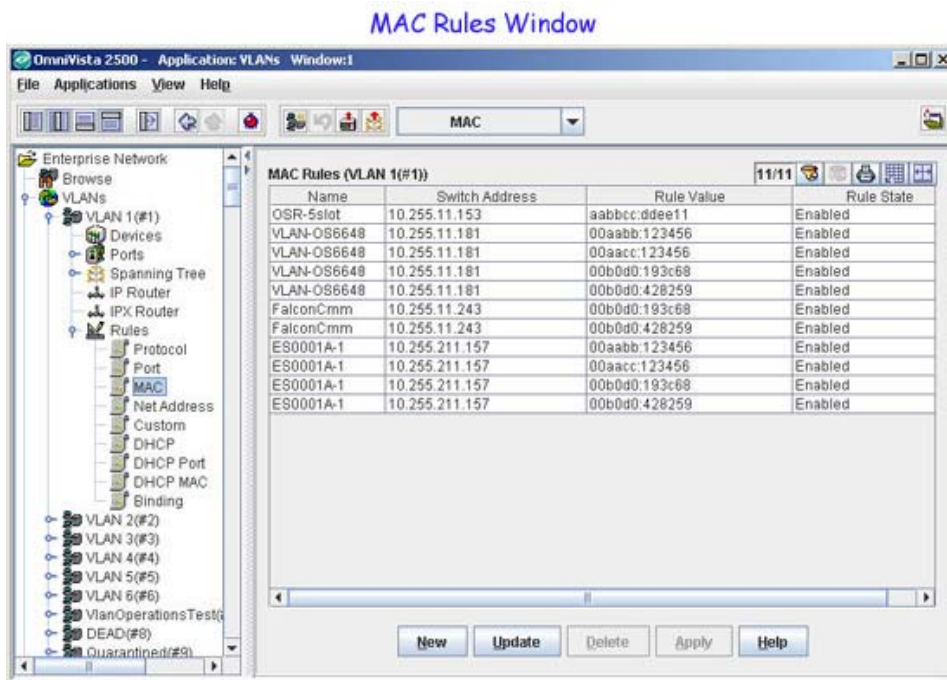 MAC Rules Window
OmniVista 2500 - Application: VLANs Window:1
File Applications View Help
MAC
Enterprise Network
Browse
VLANs
VLAN 1(#1)
Devices
Ports
Spanning Tree
IP Router
IPX Router
Rules
Protocol
Port
MAC
Net Address
Custom
DHCP
DHCP Port
DHCP MAC
Binding
VLAN 2(#2)
VLAN 3(#3)
VLAN 4(#4)
VLAN 5(#5)
VLAN 6(#6)
VlanOperationsTest(
DEAD(#8)
Quarantined(#9)
MAC Rules (VLAN 1(#1)) 11/11
Name Switch Address Rule Value Rule State
OSR-5slot 10.255.11.153 aabbcc:ddee11 Enabled
VLAN-OS6648 10.255.11.181 00aabb:123456 Enabled
VLAN-OS6648 10.255.11.181 00aacc:123456 Enabled
VLAN-OS6648 10.255.11.181 00b0d0:193c68 Enabled
VLAN-OS6648 10.255.11.181 00b0d0:428259 Enabled
FalconCmm 10.255.11.243 00b0d0:193c68 Enabled
FalconCmm 10.255.11.243 00b0d0:428259 Enabled
ES0001A-1 10.255.211.157 00aabb:123456 Enabled
ES0001A-1 10.255.211.157 00aacc:123456 Enabled
ES0001A-1 10.255.211.157 00b0d0:193c68 Enabled
ES0001A-1 10.255.211.157 00b0d0:428259 Enabled
New Update Delete Apply Help